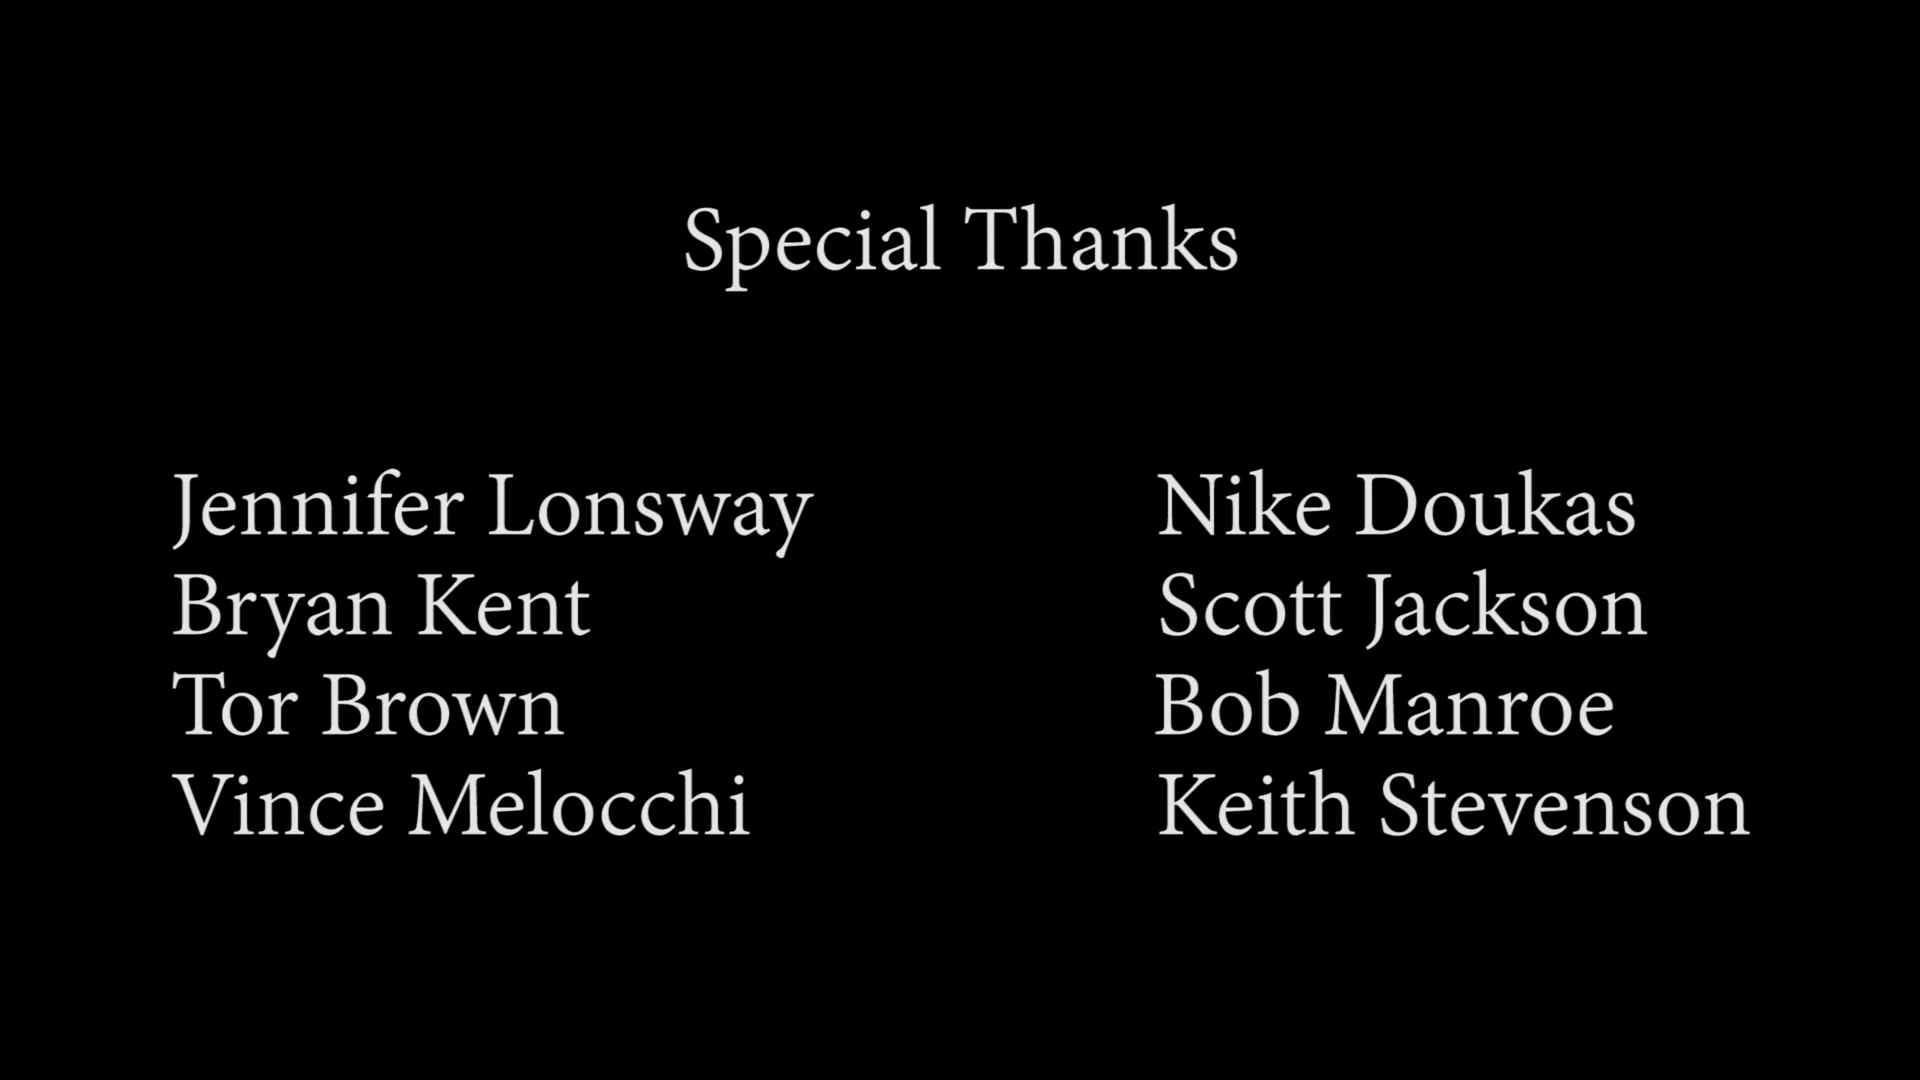 Special Thanks
Jennifer Lonsway
Bryan Kent
Tor Brown
Vince Melocchi
Nike Doukas
Scott Jackson
Bob Manroe
Keith Stevenson